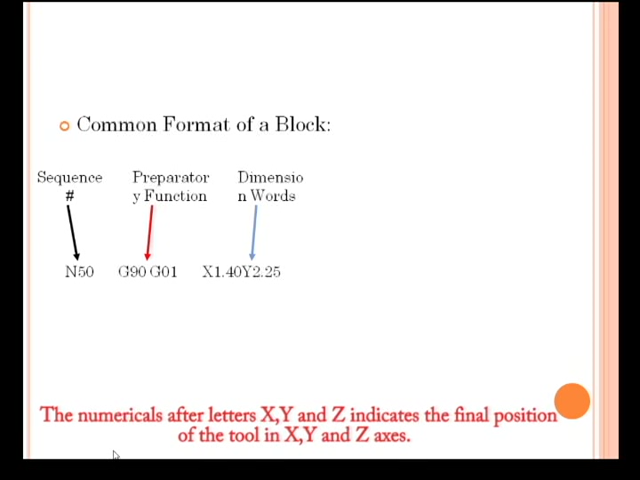 Common Format of a Block:
Sequence Preparator Dimensio
# y Function n Words
N50 G90 G01 X1.40Y2.25
The numericals after letters X,Y and Z indicates the final position
of the tool in X,Y and Z axes.